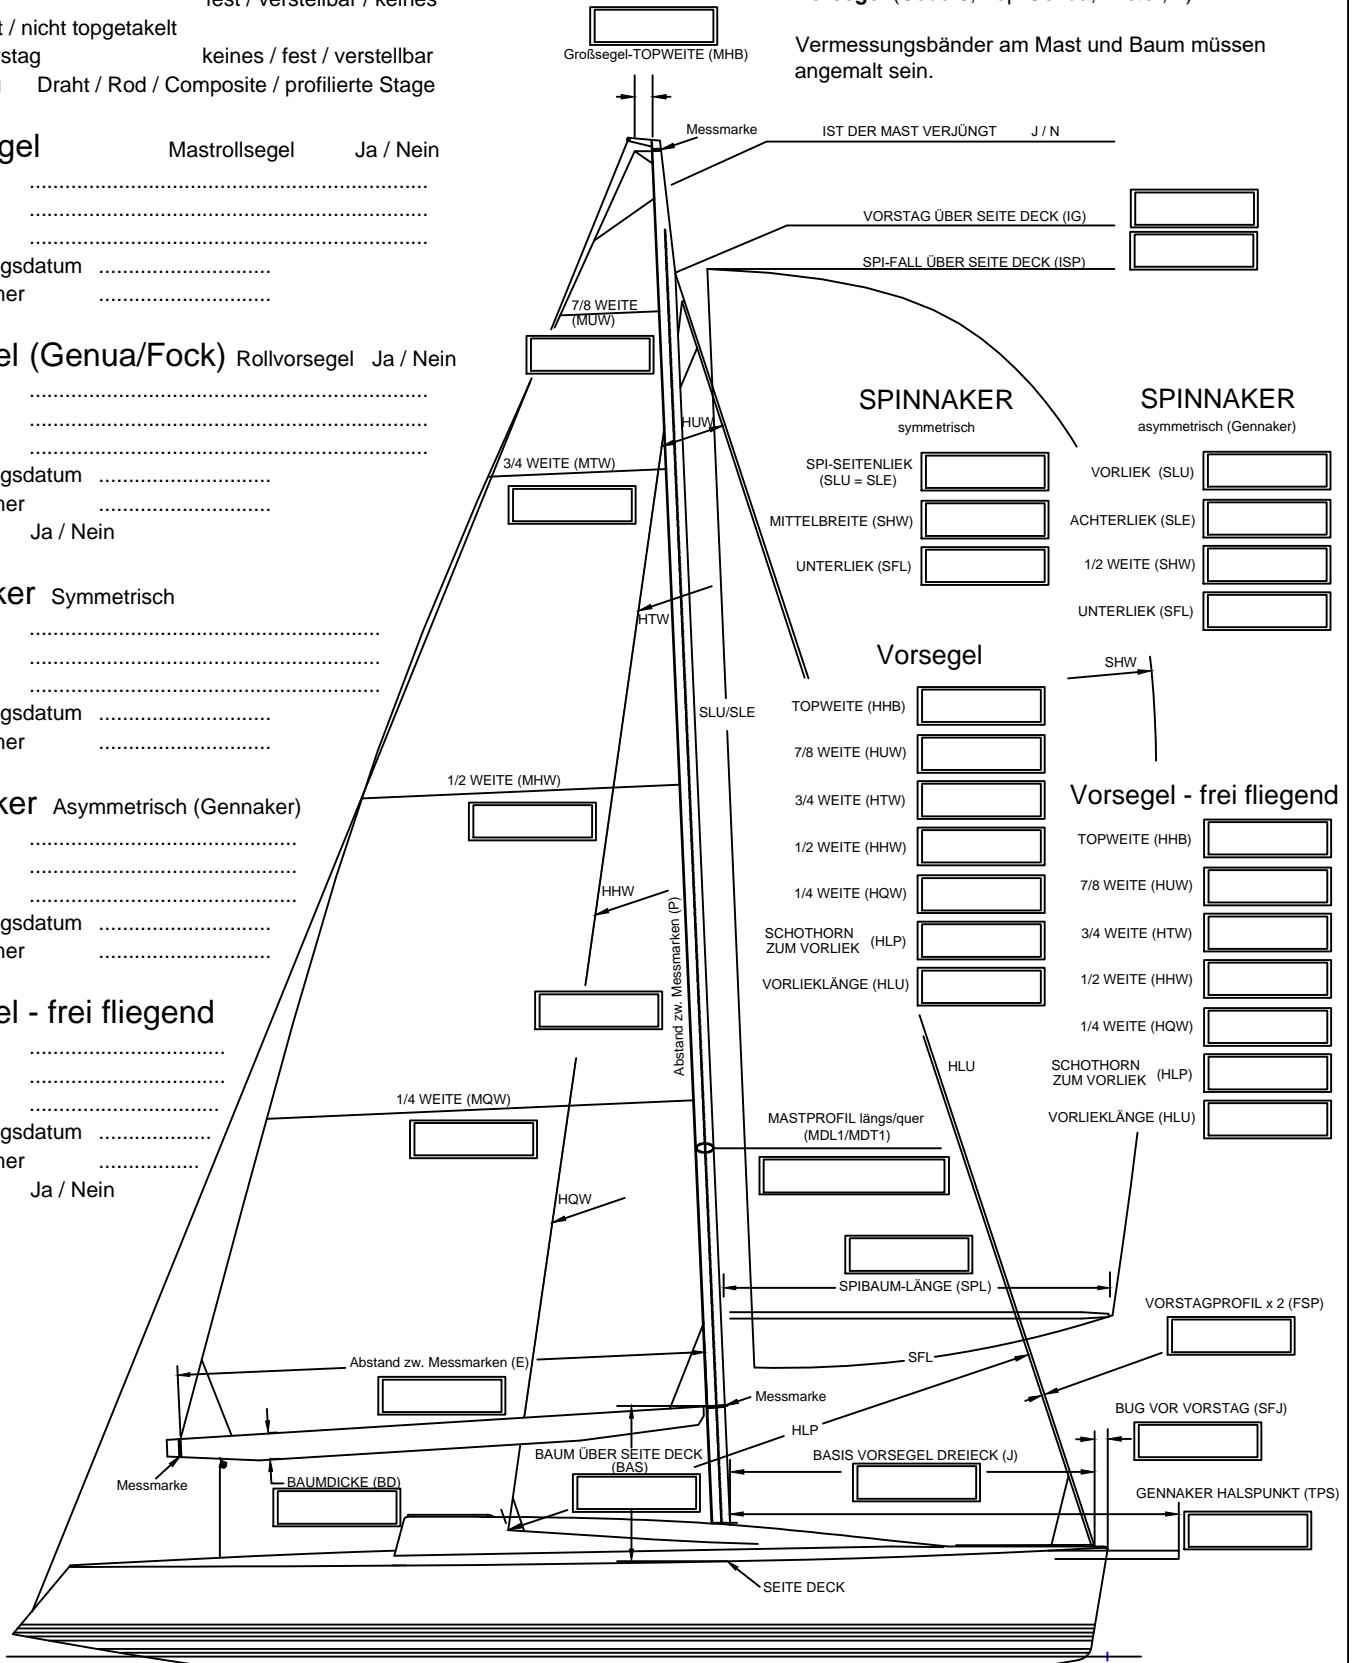 fest / verstellbar / keines
t / nicht topgetakelt
rstag keines / fest / verstellbar
Draht / Rod / Composite / profilierte Stage
gel Mastrollsegel Ja / Nein
........................................................................
........................................................................
........................................................................
gsdatum ...............................
ner ...............................
el (Genua/Fock) Rollvorsegel Ja / Nein
........................................................................
........................................................................
........................................................................
gsdatum ...............................
ner ...............................
Ja / Nein
ker Symmetrisch
...............................................................
...............................................................
...............................................................
gsdatum ...............................
ner ...............................
ker Asymmetrisch (Gennaker)
................................................
................................................
................................................
gsdatum ...............................
ner ...............................
el - frei fliegend
...................................
...................................
..................................
gsdatum ....................
ner ..................
Ja / Nein
Großsegel-TOPWEITE (MHB)
Vermessungsbänder am Mast und Baum müssen
angemalt sein.
Messmarke
IST DER MAST VERJÜNGT J / N
VORSTAG ÜBER SEITE DECK (IG)
SPI-FALL ÜBER SEITE DECK (ISP)
7/8 WEITE
(MUW)
HUW
3/4 WEITE (MTW)
HTW
SLU/SLE
1/2 WEITE (MHW)
HHW
Abstand zw. Messmarken (P)
1/4 WEITE (MQW)
HQW
SPINNAKER
symmetrisch
SPI-SEITENLIEK
(SLU = SLE)
MITTELBREITE (SHW)
UNTERLIEK (SFL)
SPINNAKER
asymmetrisch (Gennaker)
VORLIEK (SLU)
ACHTERLIEK (SLE)
1/2 WEITE (SHW)
UNTERLIEK (SFL)
Vorsegel
SHW
TOPWEITE (HHB)
7/8 WEITE (HUW)
3/4 WEITE (HTW)
1/2 WEITE (HHW)
1/4 WEITE (HQW)
SCHOTHORN
ZUM VORLIEK (HLP)
VORLIEKLÄNGE (HLU)
Vorsegel - frei fliegend
TOPWEITE (HHB)
7/8 WEITE (HUW)
3/4 WEITE (HTW)
1/2 WEITE (HHW)
1/4 WEITE (HQW)
SCHOTHORN
ZUM VORLIEK (HLP)
VORLIEKLÄNGE (HLU)
HLU
MASTPROFIL längs/quer
(MDL1/MDT1)
SPIBAUM-LÄNGE (SPL)
VORSTAGPROFIL x 2 (FSP)
SFL
Abstand zw. Messmarken (E)
Messmarke
HLP
BUG VOR VORSTAG (SFJ)
BAUM ÜBER SEITE DECK
(BAS)
BASIS VORSEGEL DREIECK (J)
Messmarke
BAUMDICKE (BD)
GENNAKER HALSPUNKT (TPS)
SEITE DECK